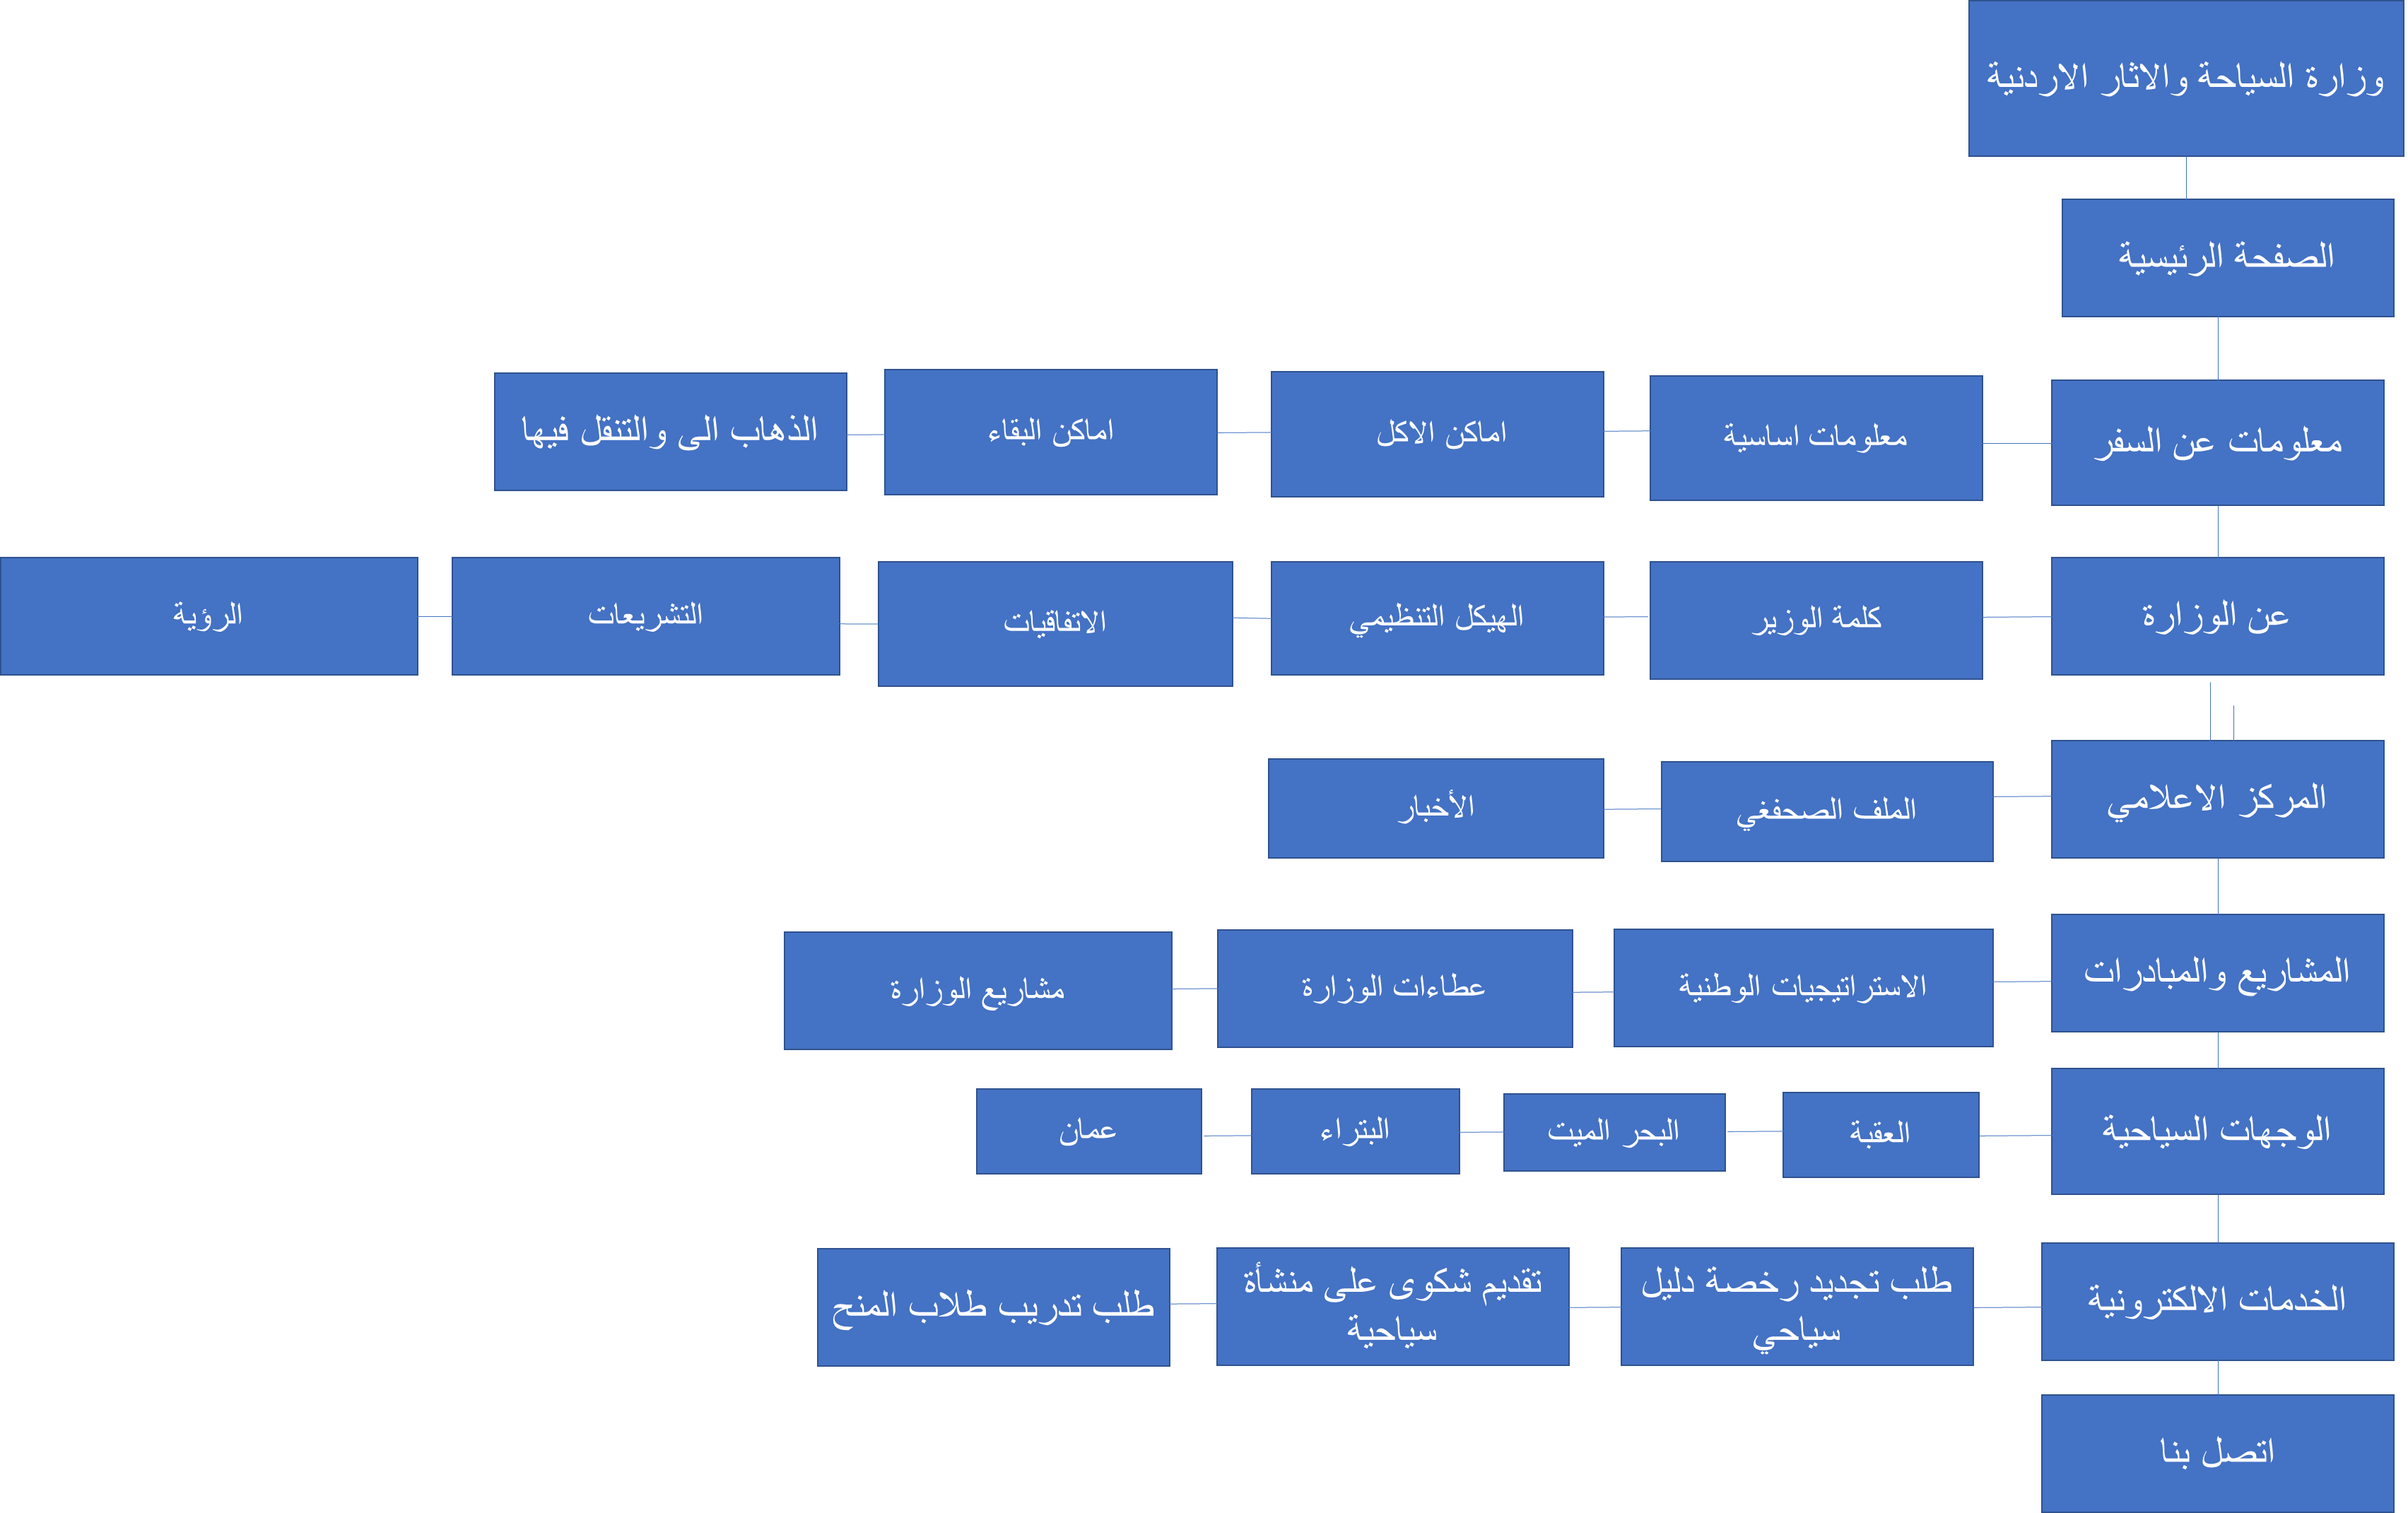 وزارة السياحة والاثار الاردنية
الصفحة الرئيسية
معلومات عن السفر
معلومات اساسية
اماكن الاكل
اماكن البقاء
الذهاب الى والتنقل فيها
عن الوزارة
كلمة الوزير
الهيكل التنظيمي
الاتفاقيات
التشريعات
الرؤية
المركز الاعلامي
الملف الصحفغي
الأخبار
المشاريع والمبادرات
الاستراتيجيات الوطنية
عطاءات الوزارة
مشاريع الوزارة
الوجهات السياحية
العقبة
البحر الميت
البتراء
عمان
الخدمات الالكترونية
طلب تجديد رخصة دليل
سياحي
تقديم شكوى على منشأة
سياحية
طلب تدريب طلاب المنح
اتصل بنا